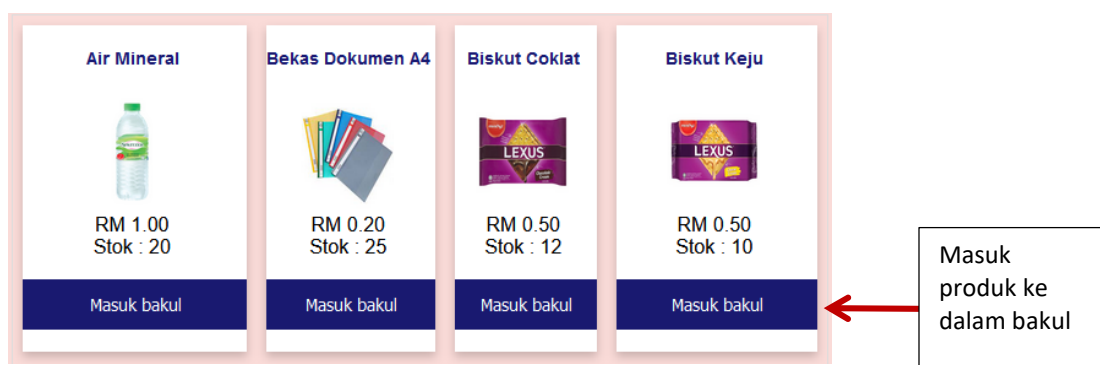 Air Mineral
RM 1.00
Stok : 20
Masuk bakul
Bekas Dokumen A4
RM 0.20
Stok : 25
Masuk bakul
Biskut Coklat
LEXUS
RM 0.50
Stok : 12
Masuk bakul
Biskut Keju
LEXUS
RM 0.50
Stok : 10
Masuk bakul
Masuk
produk ke
dalam bakul